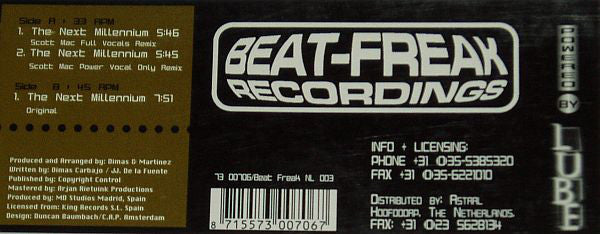 Side A : 33 RPM
1. The Next Millennium 5:46
Scott Mac Full Vocals Remix
2. The Next Millennium 5:45
Scott Mac Power Vocal Only Remix
Side B : 45 RPM
1. The Next Millennium 7:51
Original
Produced and Arranged by: Dimas & Martinez
Written by: Dimas Carbajo / JJ. De la Fuente
Published by: Copyright Control
Mastered by: Arjan Rietvink Productions
Produced by: MD Studios Madrid, Spain
Licensed from: King Records S.L. Spain
Design: Duncan Baumbach/C.A.P. Amsterdam
BEAT-FREAK
RECORDINGS
73 00706/Beat Freak NL 003
8 715573 007067
INFO + LICENSING:
PHONE +31 (0)35-5385320
FAX +31 (0)35-6221010
DISTRIBUTED BY: ASTRAL
HOOFDDORP, THE NETHERLANDS.
FAX: +31 (0)23 5628134
POWERED
BY
LUBE